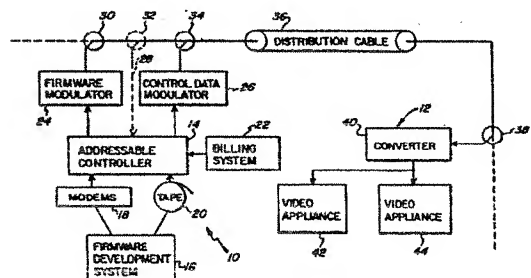 30
32
34
36
DISTRIBUTION CABLE
28
FIRMWARE
MODULATOR
24
CONTROL DATA
MODULATOR
26
14
22
ADDRESSABLE
CONTROLLER
BILLING
SYSTEM
12
40
CONVERTER
38
MODEMS
18
TAPE
20
10
VIDEO
APPLIANCE
42
VIDEO
APPLIANCE
44
FIRMWARE
DEVELOPMENT
SYSTEM
16